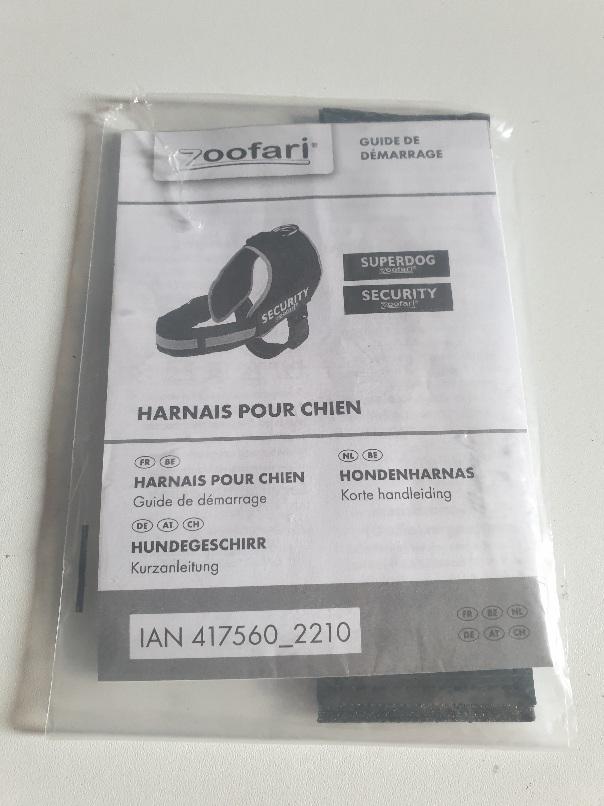 zoofari®
GUIDE DE
DÉMARRAGE
SUPERDOG
zoofari®
SECURITY
zoofari®
SECURITY
zoofari®
HARNAIS POUR CHIEN
FR BE
HARNAIS POUR CHIEN
Guide de démarrage
NL BE
HONDENHARNAS
Korte handleiding
DE AT CH
HUNDEGESCHIRR
Kurzanleitung
IAN 417560_2210
FR BE NL
DE AT CH